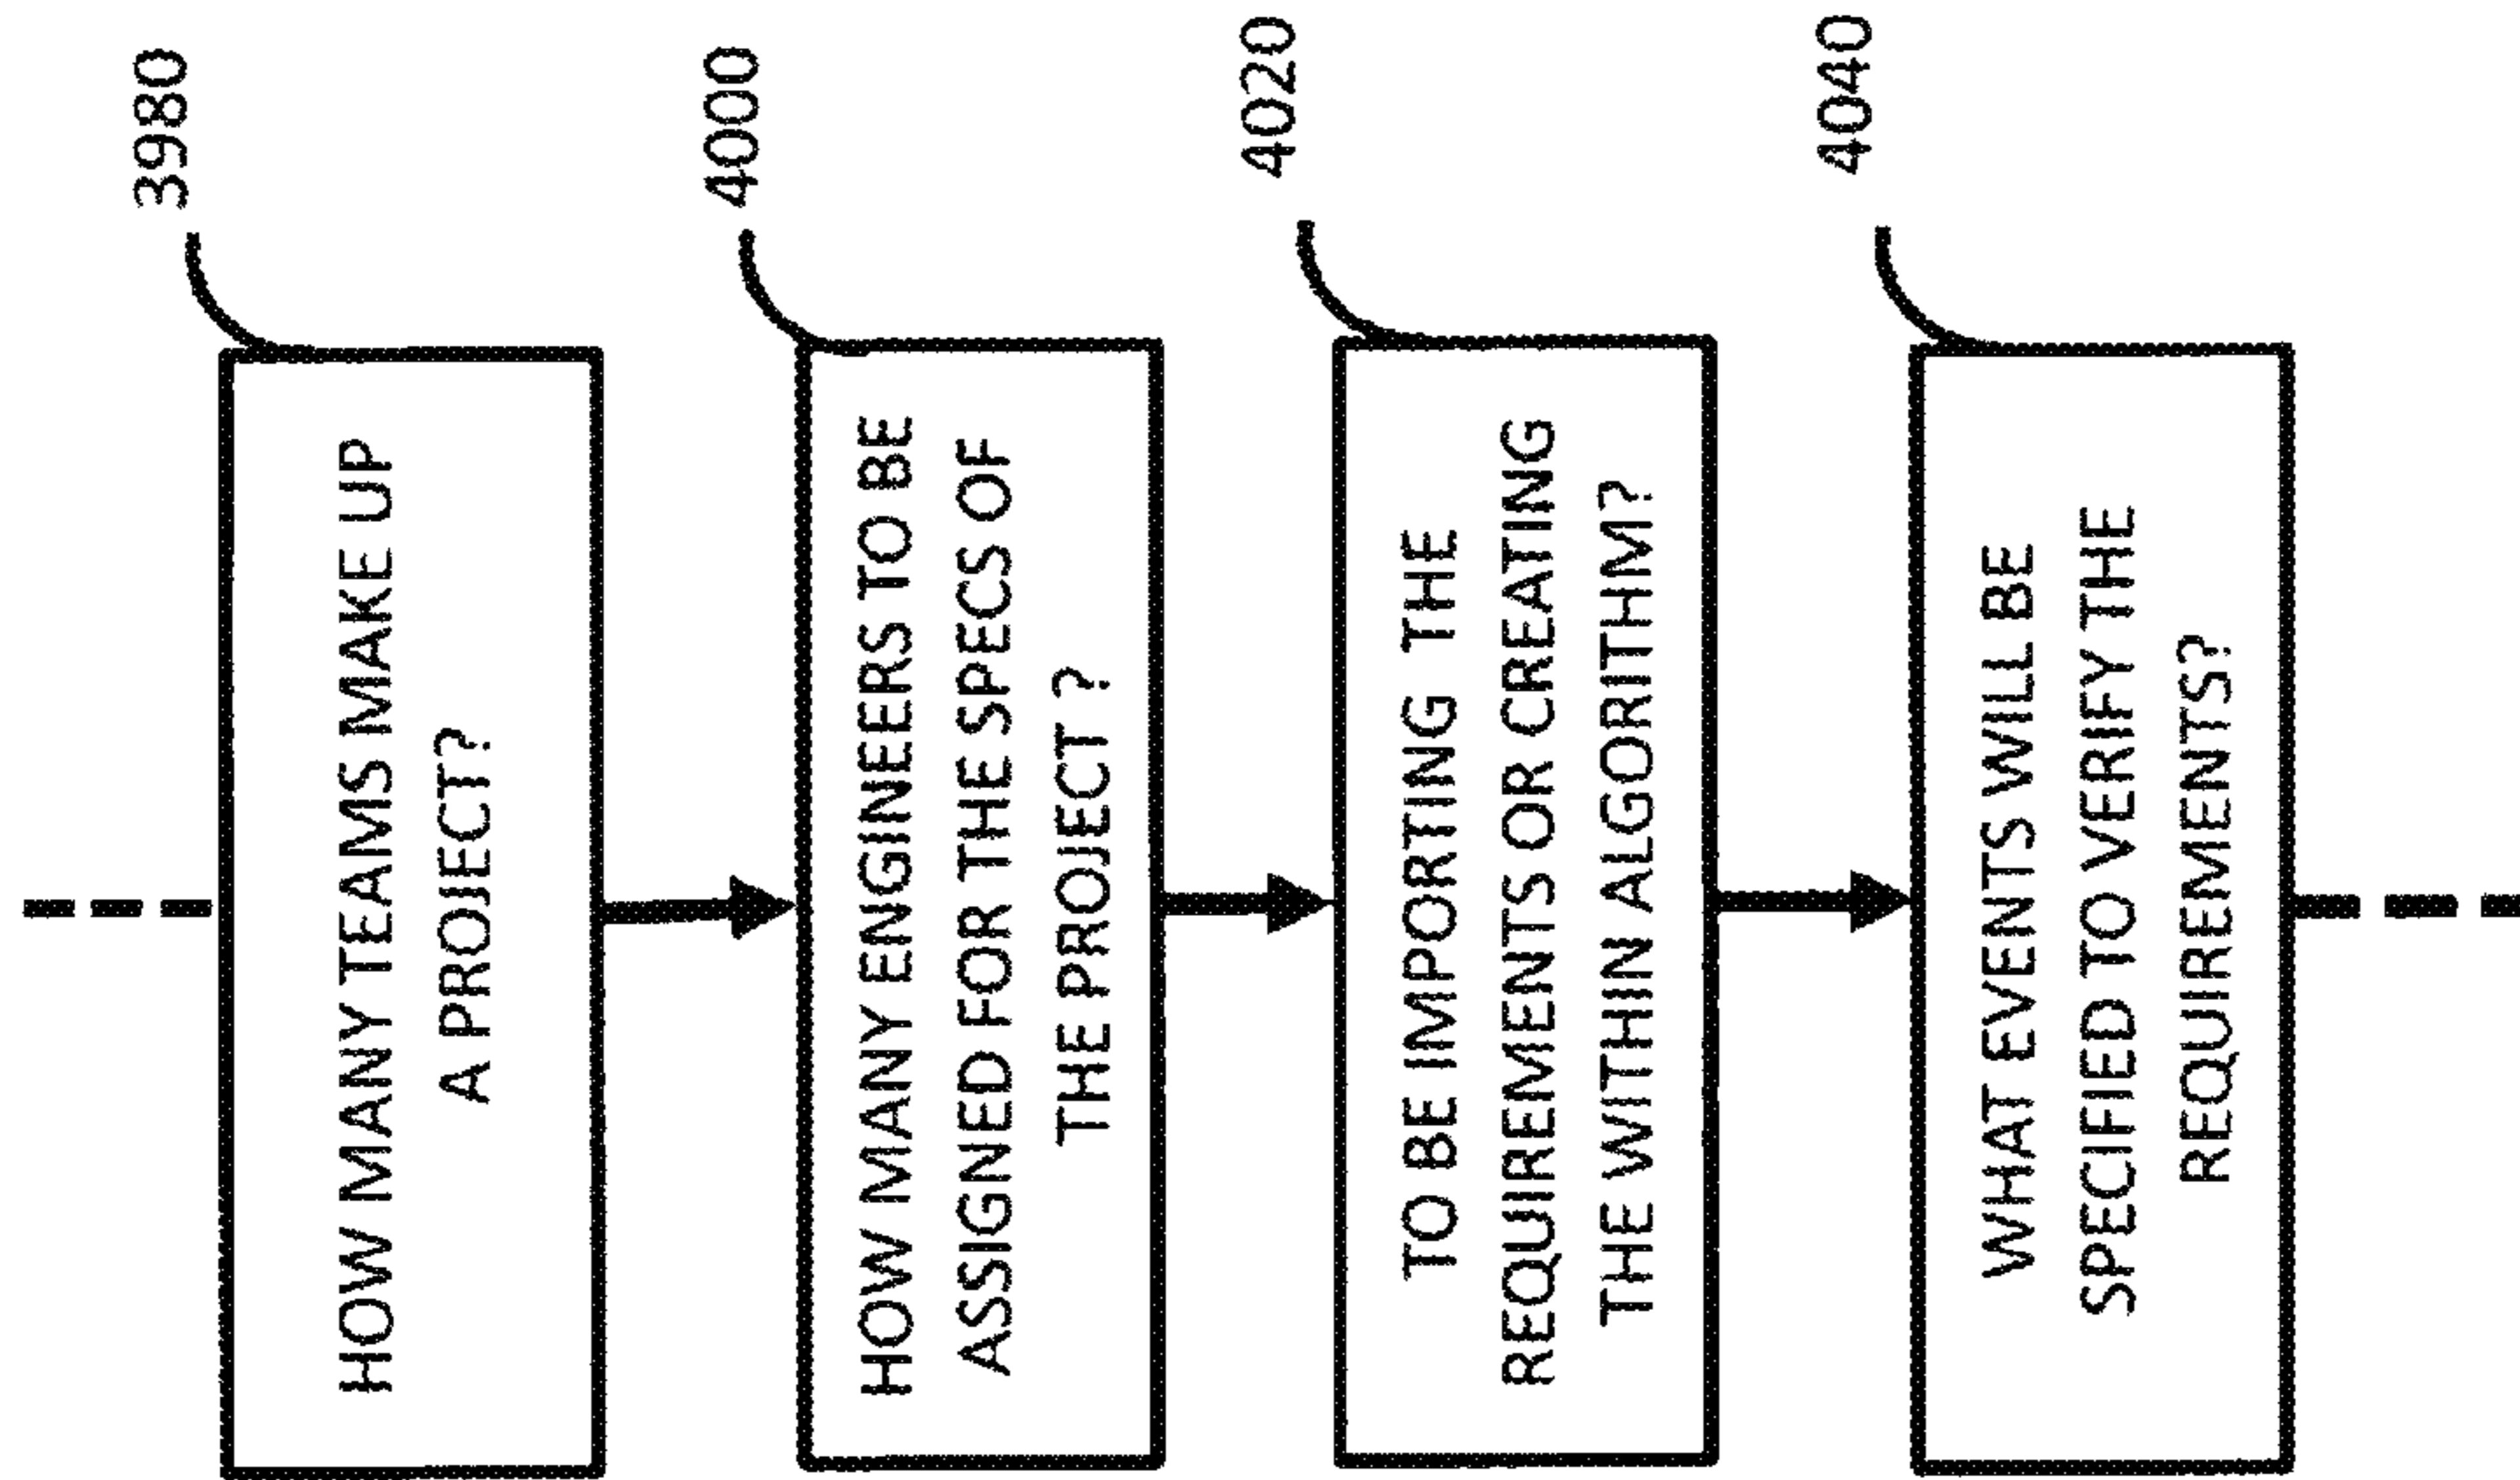 3980
HOW MANY TEAMS MAKE UP
A PROJECT?
4000
HOW MANY ENGINEERS TO BE
ASSIGNED FOR THE SPECS OF
THE PROJECT ?
4020
TO BE IMPORTING THE
REQUIREMENTS OR CREATING
THE WITHIN ALGORITHM?
4040
WHAT EVENTS WILL BE
SPECIFIED TO VERIFY THE
REQUIREMENTS?